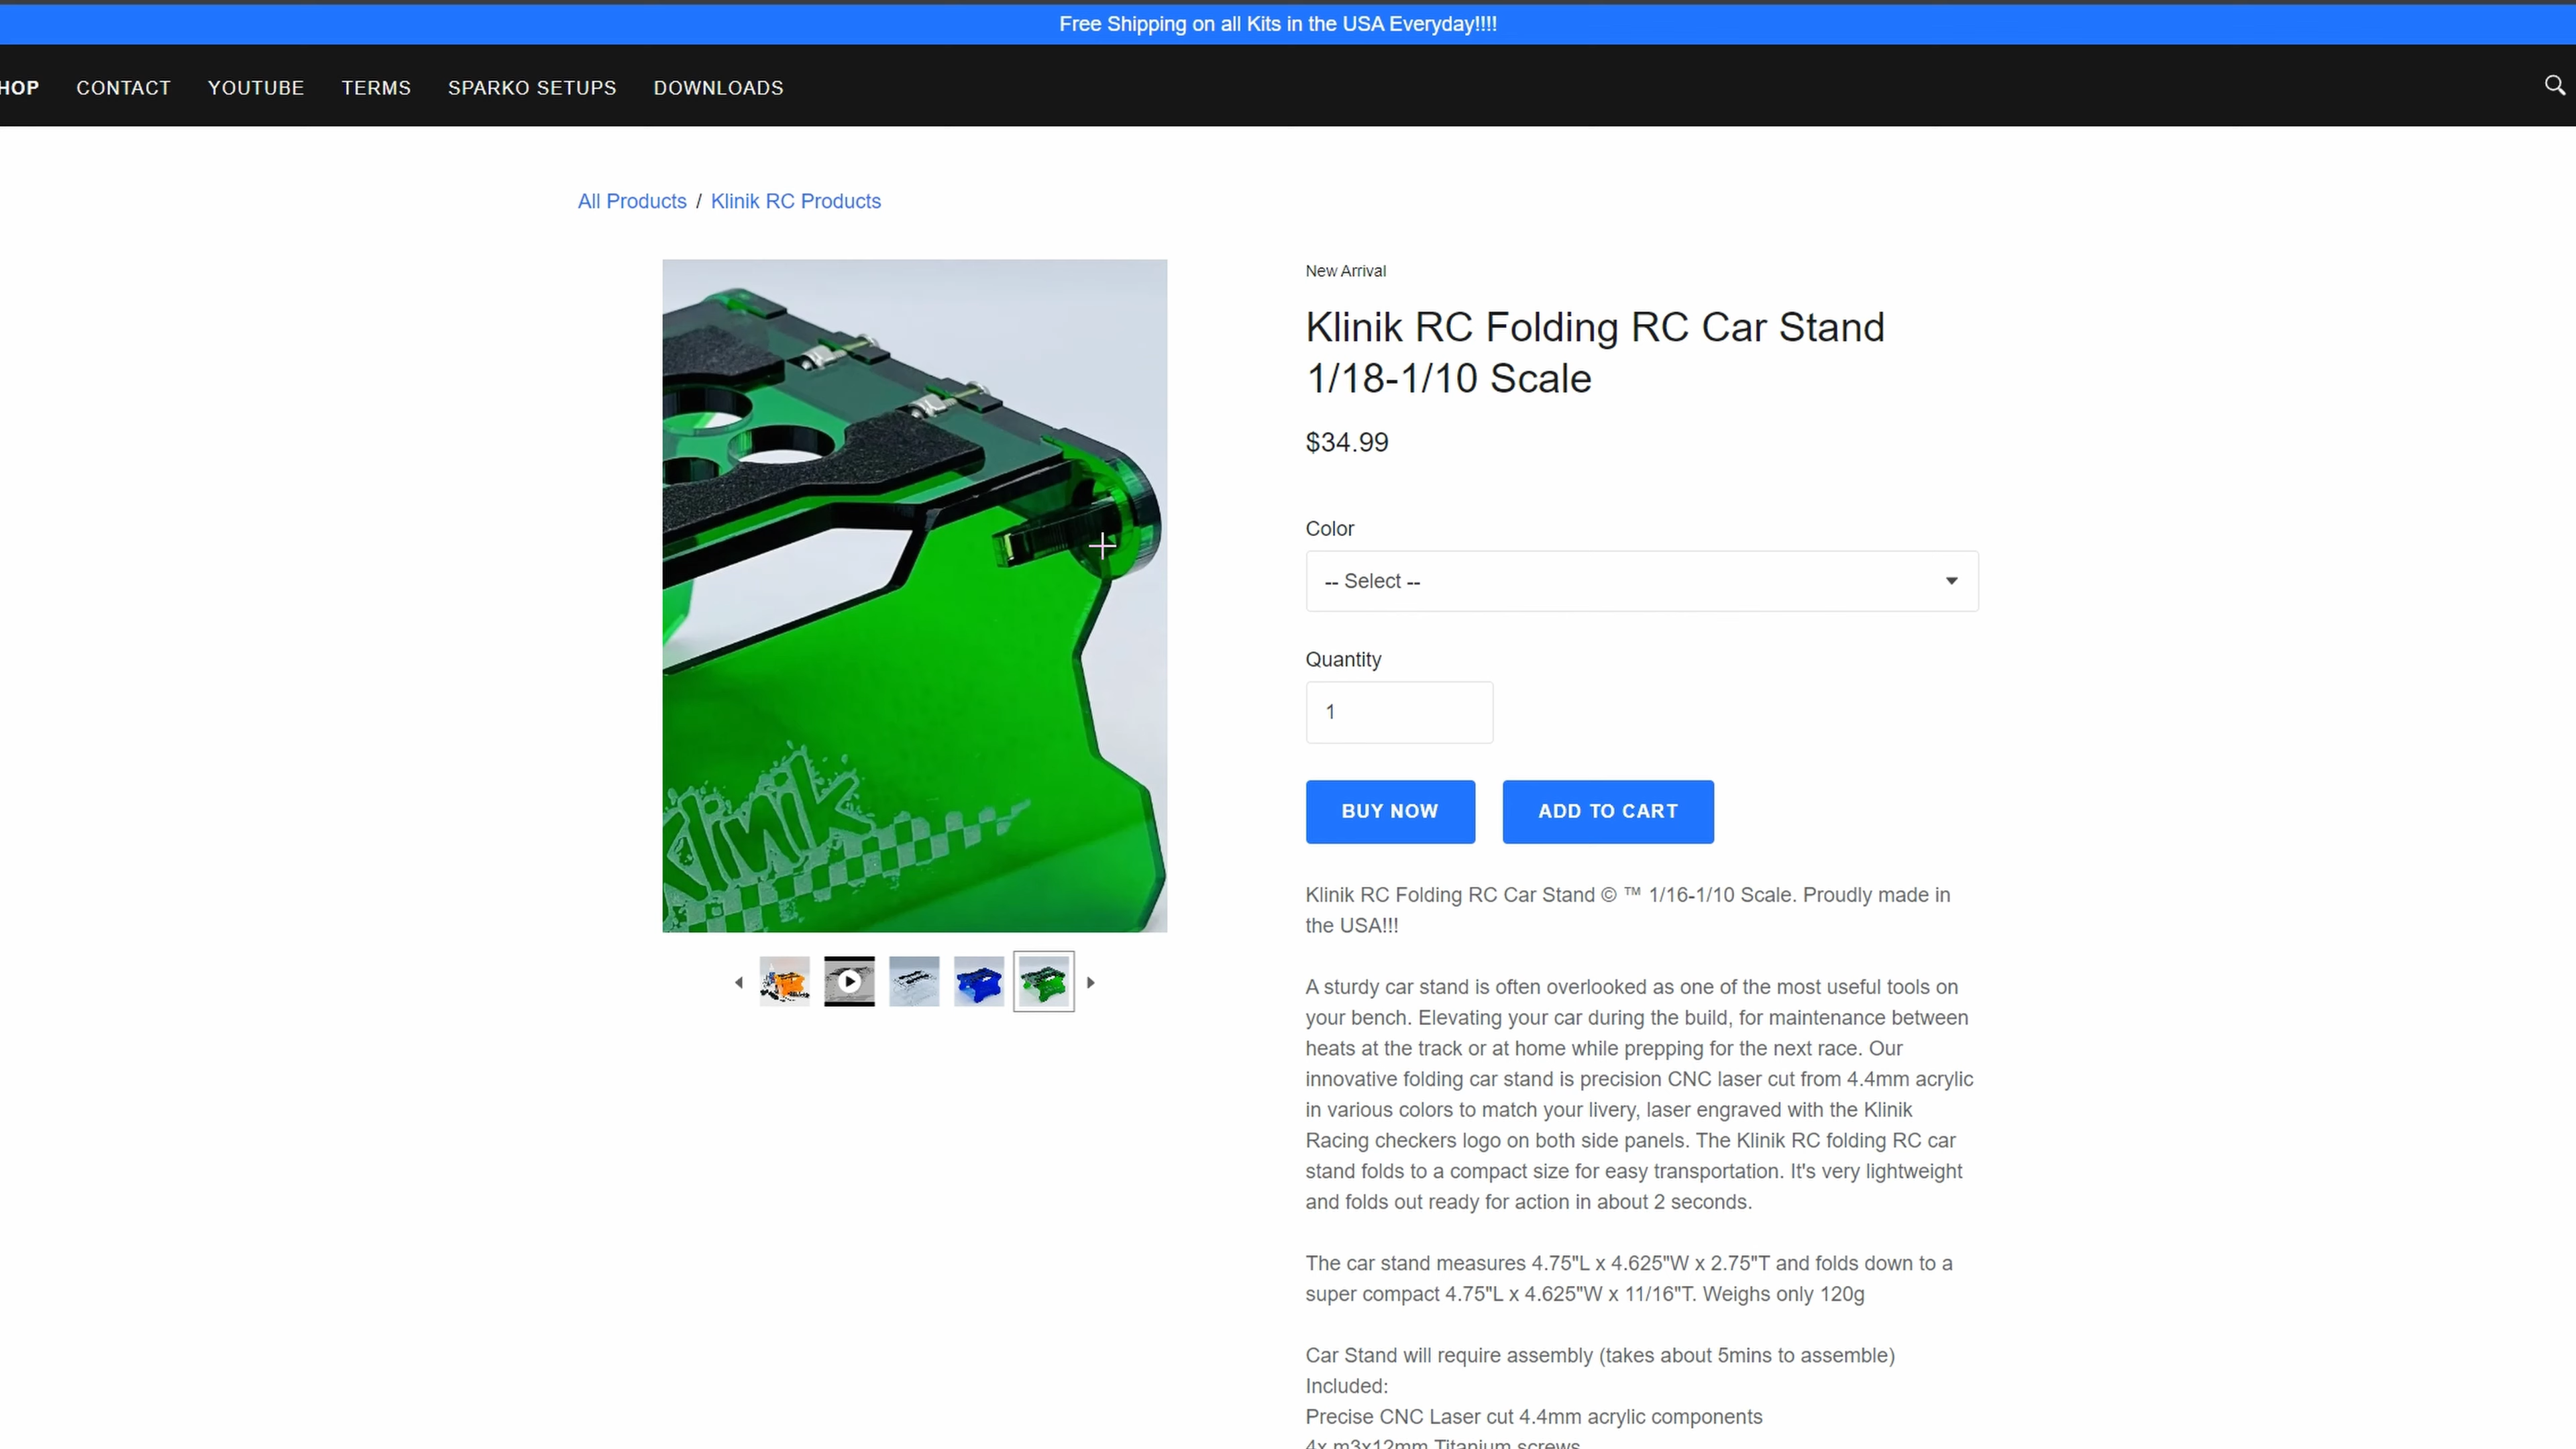 Free Shipping on all Kits in the USA Everyday!!!!
HOP CONTACT YOUTUBE TERMS SPARKO SETUPS DOWNLOADS
All Products / Klinik RC Products
New Arrival
Klinik RC Folding RC Car Stand
1/18-1/10 Scale
$34.99
Color
-- Select --
Quantity
1
BUY NOW ADD TO CART
Klinik
Klinik RC Folding RC Car Stand © ™ 1/16-1/10 Scale. Proudly made in
the USA!!!
A sturdy car stand is often overlooked as one of the most useful tools on
your bench. Elevating your car during the build, for maintenance between
heats at the track or at home while prepping for the next race. Our
innovative folding car stand is precision CNC laser cut from 4.4mm acrylic
in various colors to match your livery, laser engraved with the Klinik
Racing checkers logo on both side panels. The Klinik RC folding RC car
stand folds to a compact size for easy transportation. It's very lightweight
and folds out ready for action in about 2 seconds.
The car stand measures 4.75"L x 4.625"W x 2.75"T and folds down to a
super compact 4.75"L x 4.625"W x 11/16"T. Weighs only 120g
Car Stand will require assembly (takes about 5mins to assemble)
Included:
Precise CNC Laser cut 4.4mm acrylic components
4x m3x12mm Titanium screws